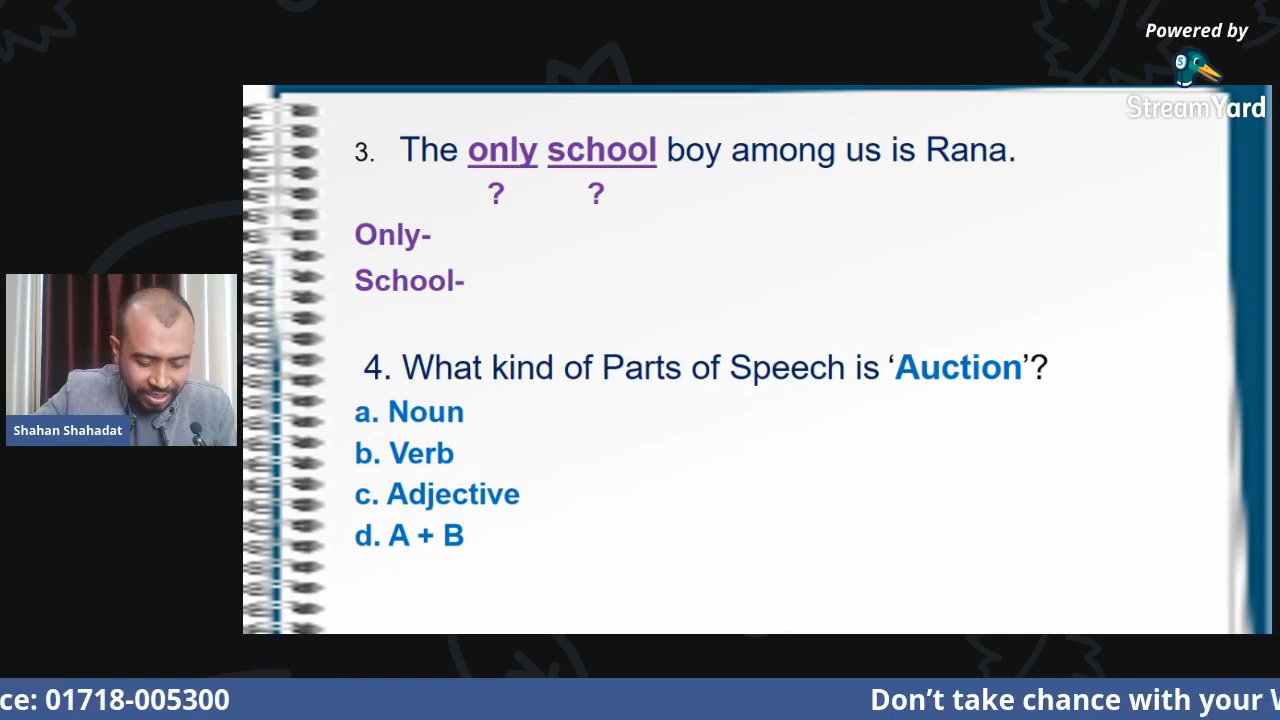 Powered by
StreamYard
3. The only school boy among us is Rana.
? ?
Only-
School-
4. What kind of Parts of Speech is ‘Auction’?
a. Noun
b. Verb
c. Adjective
d. A + B
Shahan Shahadat
ce: 01718-005300 Don’t take chance with your